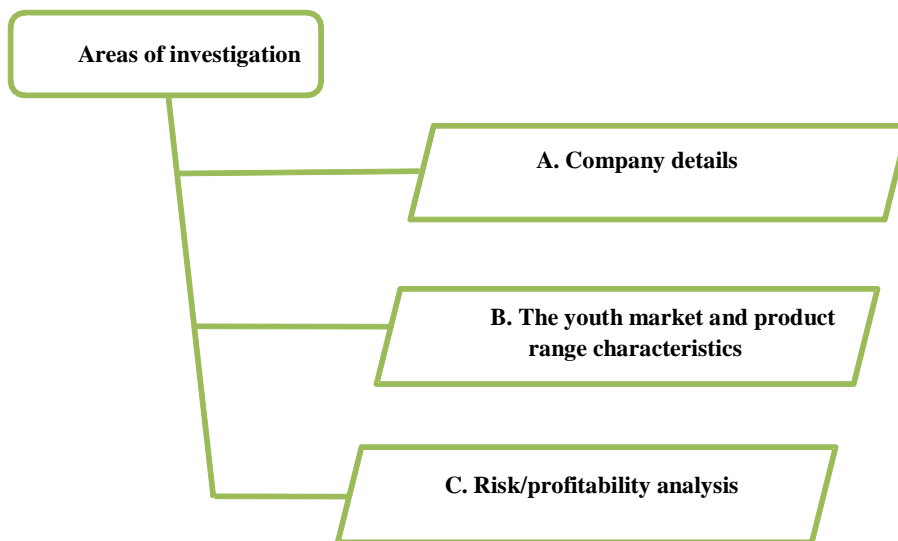 Areas of investigation
A. Company details
B. The youth market and product
range characteristics
C. Risk/profitability analysis